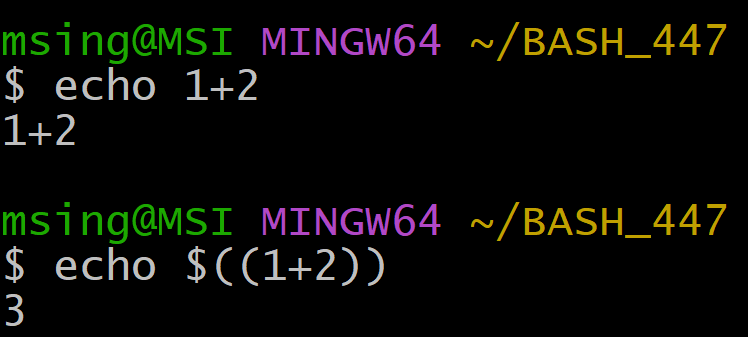 msing@MSI MINGW64 ~/BASH_447
$ echo 1+2
1+2
msing@MSI MINGW64 ~/BASH_447
$ echo $((1+2))
3